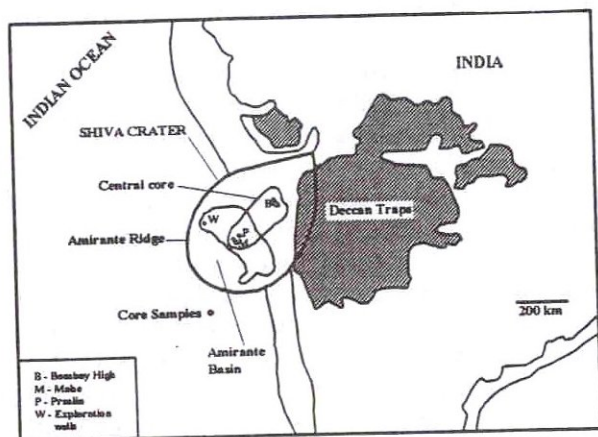 INDIAN OCEAN
INDIA
SHIVA CRATER
Central core
Bh
W
P
M
Amirante Ridge
Deccan Traps
Core Samples
Amirante
Basin
200 km
B - Bombay High
M - Mahe
P - Praslin
W - Exploration
wells